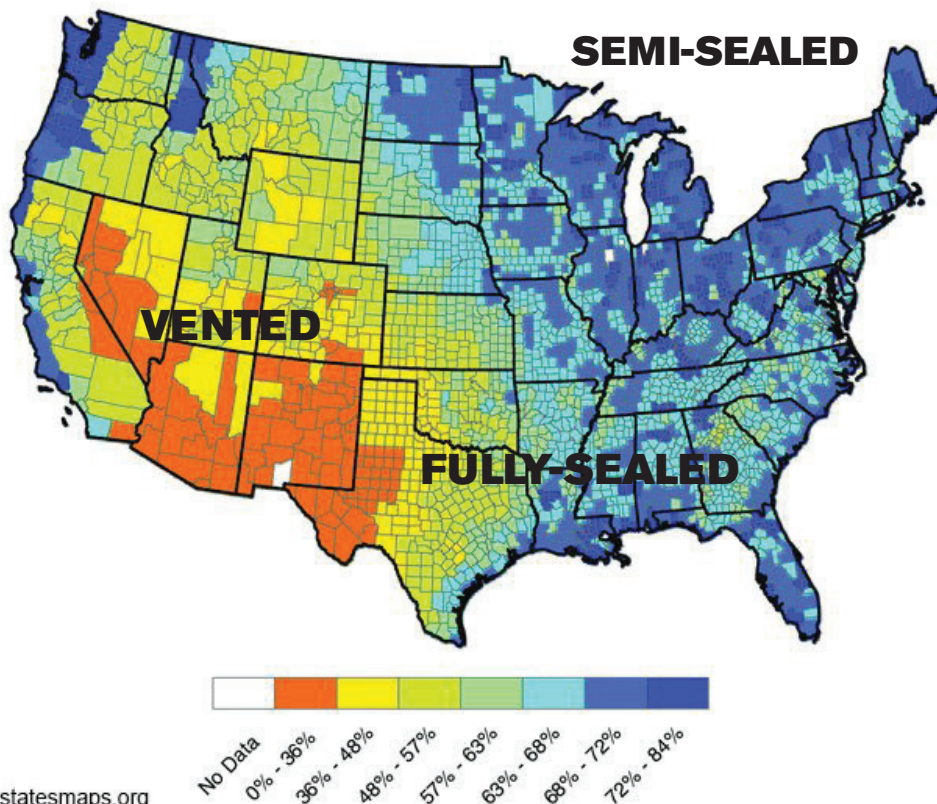 SEMI-SEALED
VENTED
FULLY-SEALED
No Data
0% - 36%
36% - 48%
48% - 57%
57% - 63%
63% - 68%
68% - 72%
72% - 84%
statesmaps.org